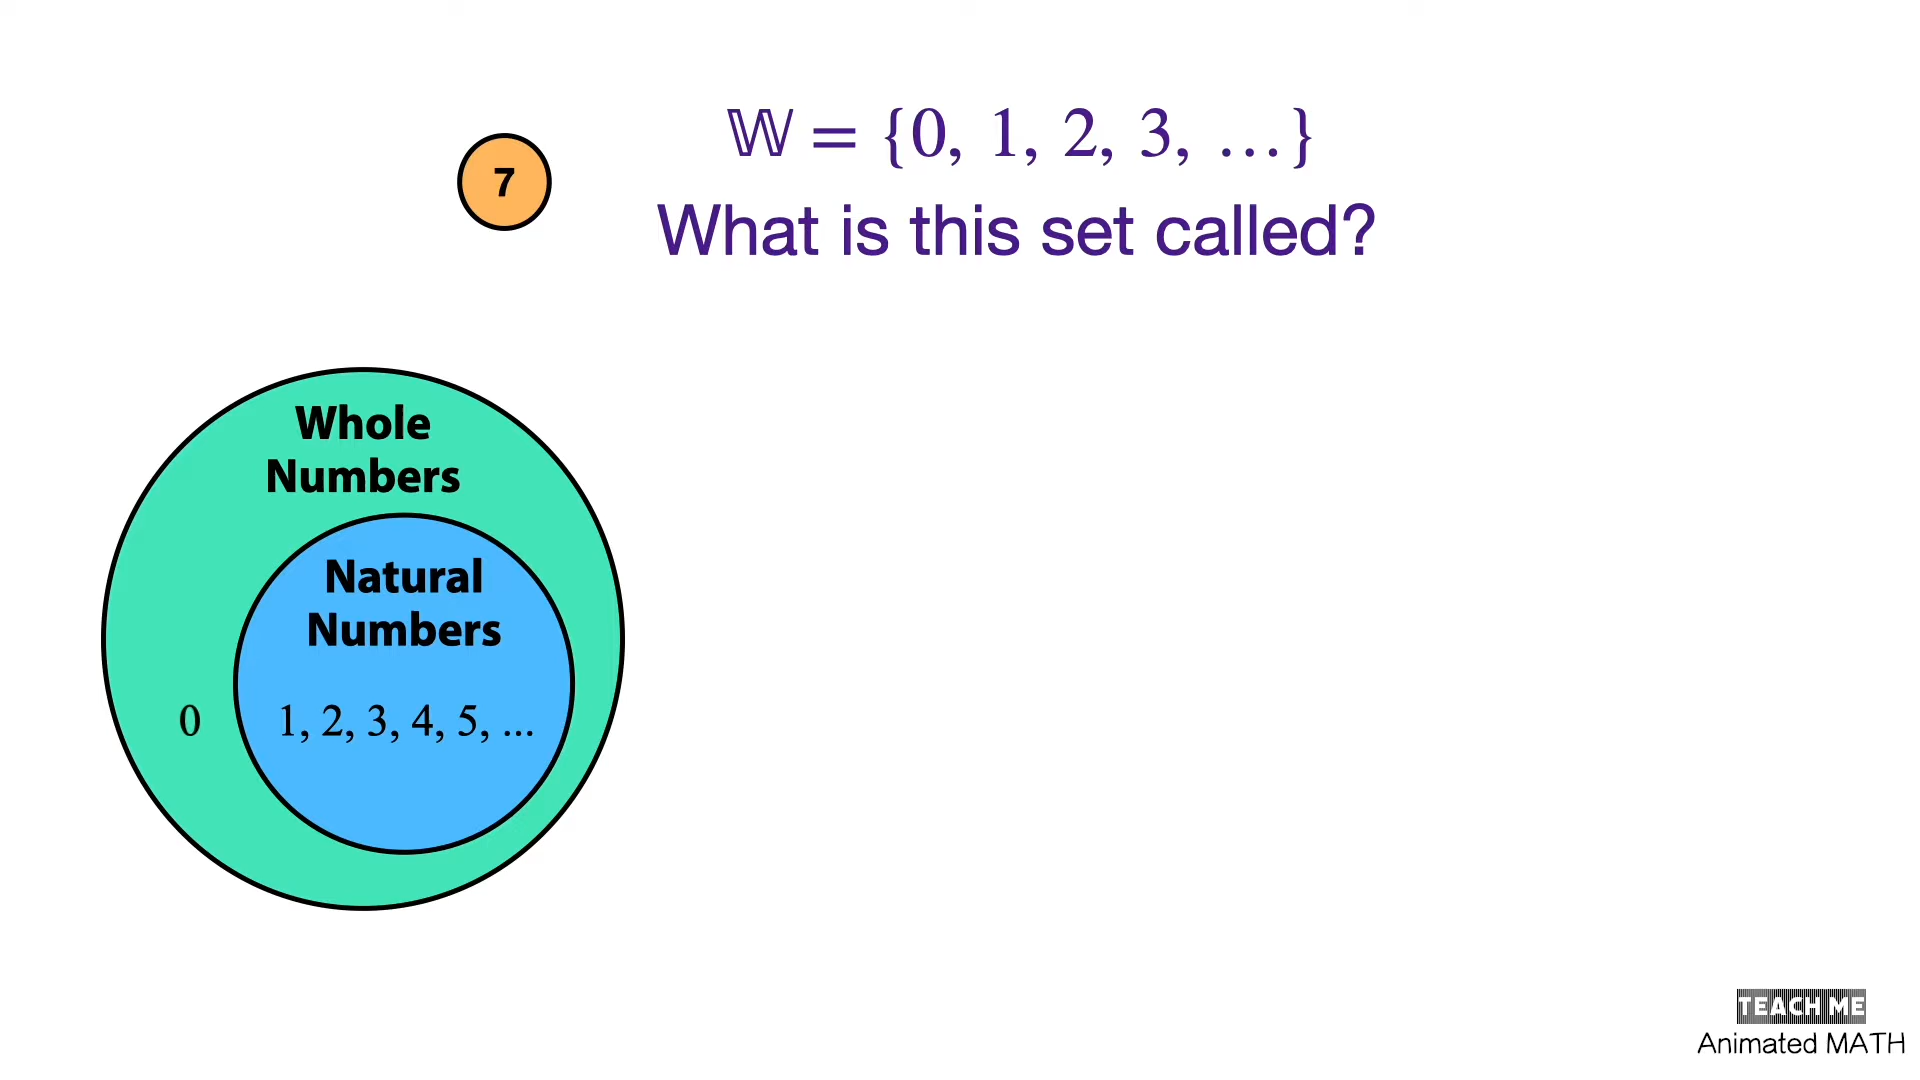 𝕎 = {0, 1, 2, 3, …}
7
What is this set called?
Whole
Numbers
Natural
Numbers
0
1, 2, 3, 4, 5, ...
TEACH ME
Animated MATH